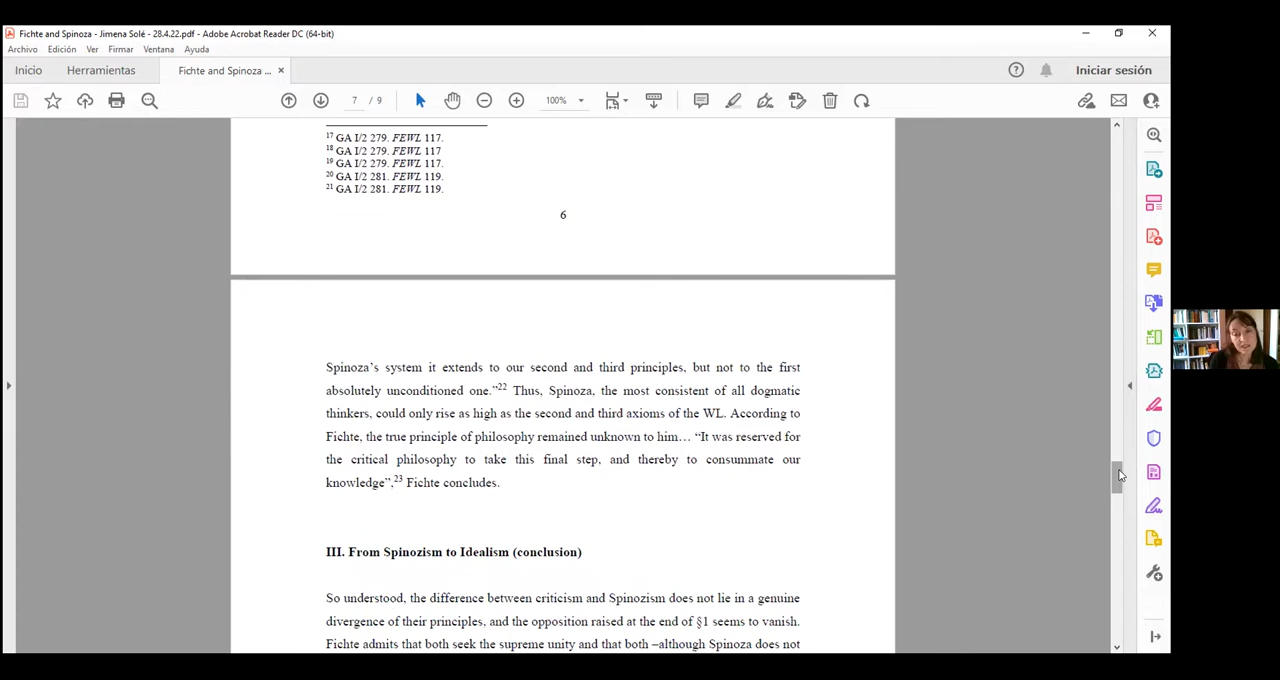 Fichte and Spinoza - Jimena Solé - 28.4.22.pdf - Adobe Acrobat Reader DC (64-bit)
Archivo Edición Ver Firmar Ventana Ayuda
Inicio Herramientas Fichte and Spinoza ... × Iniciar sesión
7 / 9 100%
17 GA I/2 279. FEWL 117.
18 GA I/2 279. FEWL 117
19 GA I/2 279. FEWL 117.
20 GA I/2 281. FEWL 119.
21 GA I/2 281. FEWL 119.
6
Spinoza's system it extends to our second and third principles, but not to the first
absolutely unconditioned one."22 Thus, Spinoza, the most consistent of all dogmatic
thinkers, could only rise as high as the second and third axioms of the WL. According to
Fichte, the true principle of philosophy remained unknown to him… "It was reserved for
the critical philosophy to take this final step, and thereby to consummate our
knowledge",23 Fichte concludes.
III. From Spinozism to Idealism (conclusion)
So understood, the difference between criticism and Spinozism does not lie in a genuine
divergence of their principles, and the opposition raised at the end of §1 seems to vanish.
Fichte admits that both seek the supreme unity and that both –although Spinoza does not